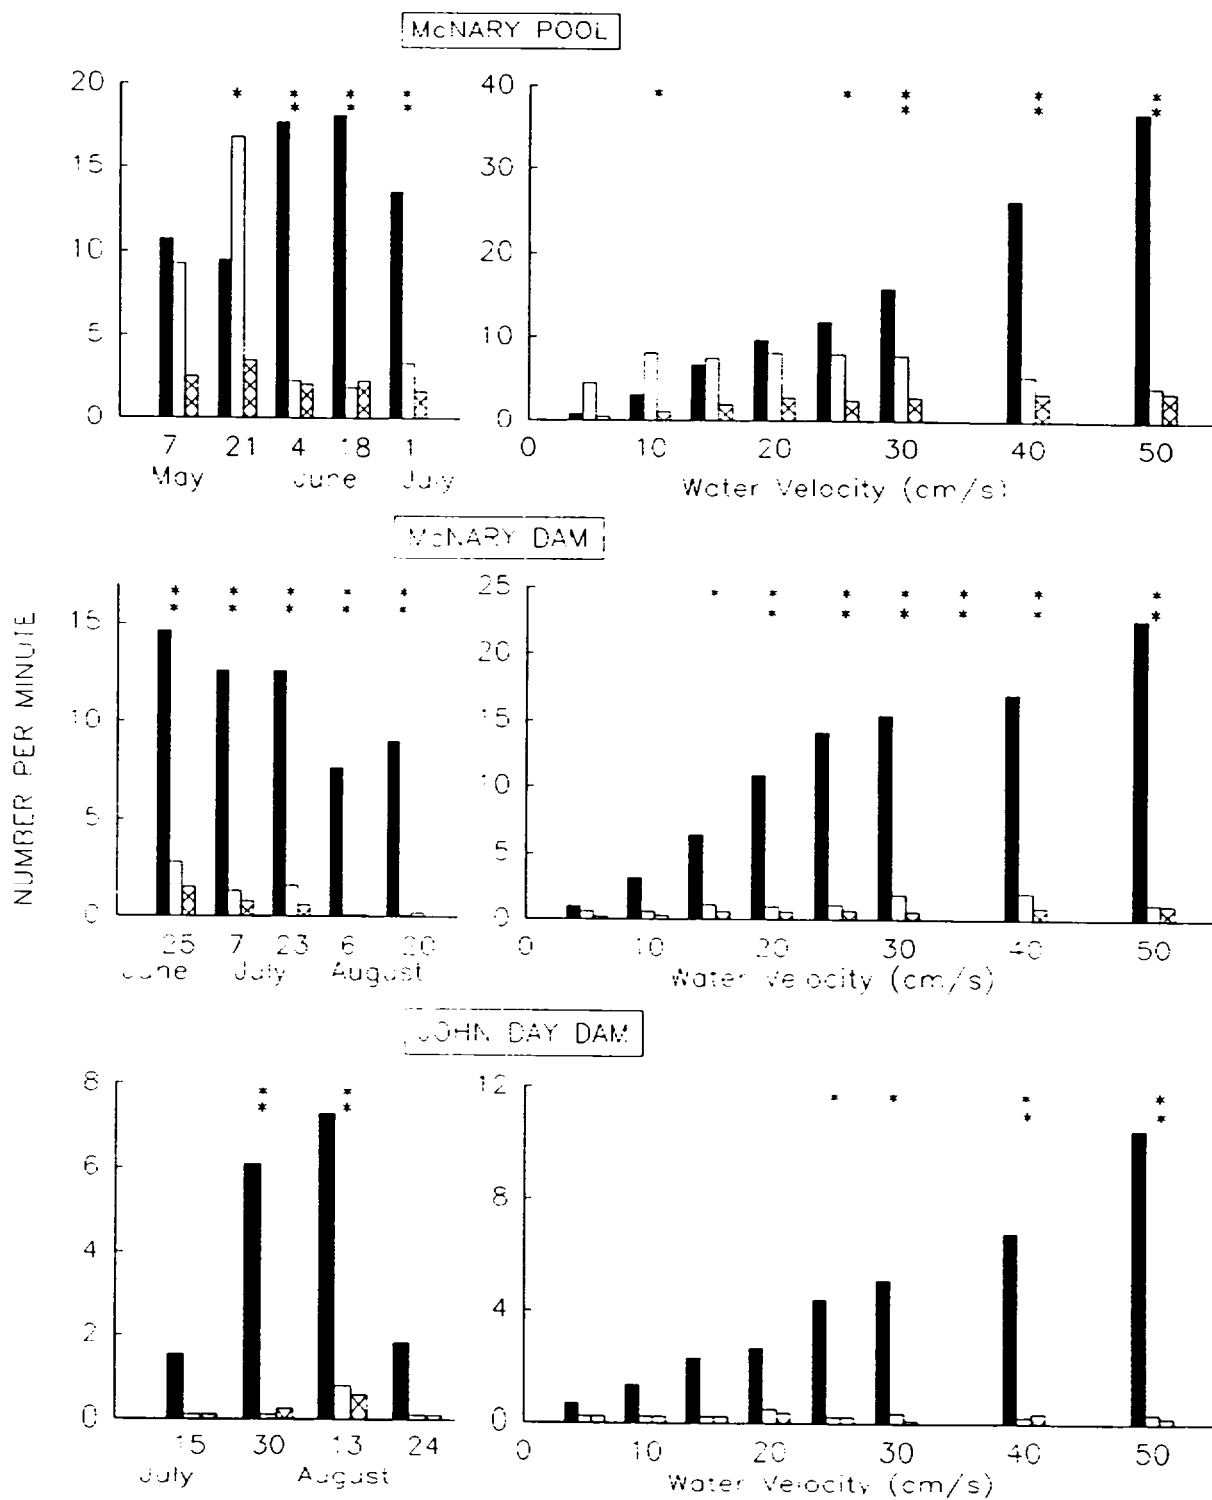 McNARY POOL
20
15
10
5
0
7 21 4 18 1
May June July
40
30
20
10
0
0 10 20 30 40 50
Water Velocity (cm/s)
McNARY DAM
NUMBER PER MINUTE
15
10
5
0
25 7 23 6 20
June July August
25
20
15
10
5
0
0 10 20 30 40 50
Water Velocity (cm/s)
JOHN DAY DAM
8
6
4
2
0
15 30 13 24
July August
12
8
4
0
0 10 20 30 40 50
Water Velocity (cm/s)